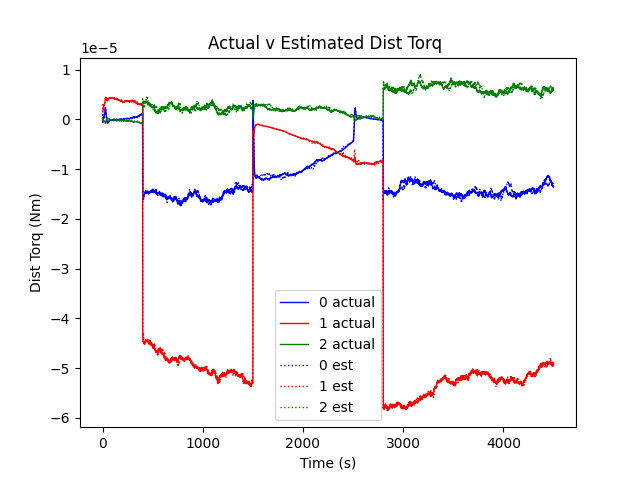 Actual v Estimated Dist Torq
1e−5
1
0
−1
−2
−3
−4
−5
−6
Dist Torq (Nm)
0 actual
1 actual
2 actual
0 est
1 est
2 est
0 1000 2000 3000 4000
Time (s)